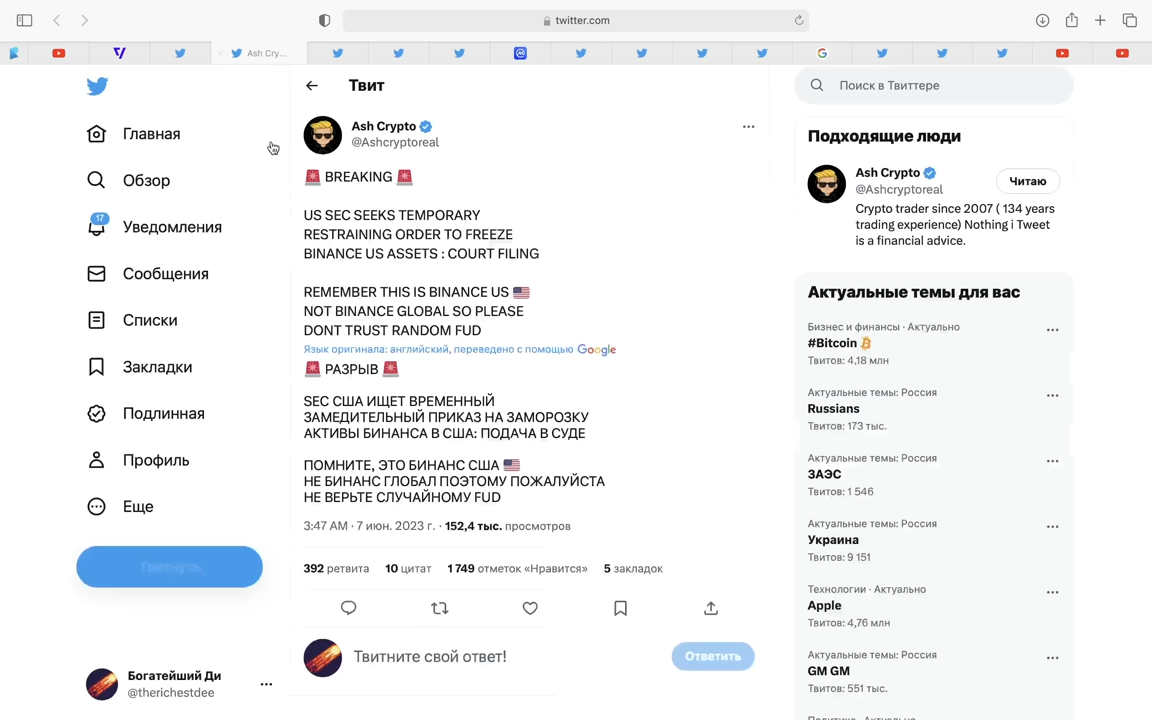 twitter.com
Ash Cry...
Твит
Поиск в Твиттере
Главная
Обзор
17
Уведомления
Сообщения
Списки
Закладки
Подлинная
Профиль
Еще
Твитнуть
Богатейший Ди
@therichestdee
Ash Crypto
@Ashcryptoreal
BREAKING
US SEC SEEKS TEMPORARY
RESTRAINING ORDER TO FREEZE
BINANCE US ASSETS : COURT FILING
REMEMBER THIS IS BINANCE US
NOT BINANCE GLOBAL SO PLEASE
DONT TRUST RANDOM FUD
Язык оригинала: английский, переведено с помощью Google
РАЗРЫВ
SEC США ИЩЕТ ВРЕМЕННЫЙ
ЗАМЕДИТЕЛЬНЫЙ ПРИКАЗ НА ЗАМОРОЗКУ
АКТИВЫ БИНАНСА В США: ПОДАЧА В СУДЕ
ПОМНИТЕ, ЭТО БИНАНС США
НЕ БИНАНС ГЛОБАЛ ПОЭТОМУ ПОЖАЛУЙСТА
НЕ ВЕРЬТЕ СЛУЧАЙНОМУ FUD
3:47 AM · 7 июн. 2023 г. · 152,4 тыс. просмотров
392 ретвита 10 цитат 1 749 отметок «Нравится» 5 закладок
Твитните свой ответ!
Ответить
Подходящие люди
Ash Crypto
@Ashcryptoreal
Читаю
Crypto trader since 2007 ( 134 years
trading experience) Nothing i Tweet
is a financial advice.
Актуальные темы для вас
Бизнес и финансы · Актуально
#Bitcoin
Твитов: 4,18 млн
Актуальные темы: Россия
Russians
Твитов: 173 тыс.
Актуальные темы: Россия
ЗАЭС
Твитов: 1 546
Актуальные темы: Россия
Украина
Твитов: 9 151
Технологии · Актуально
Apple
Твитов: 4,76 млн
Актуальные темы: Россия
GM GM
Твитов: 551 тыс.
Политика · Актуально